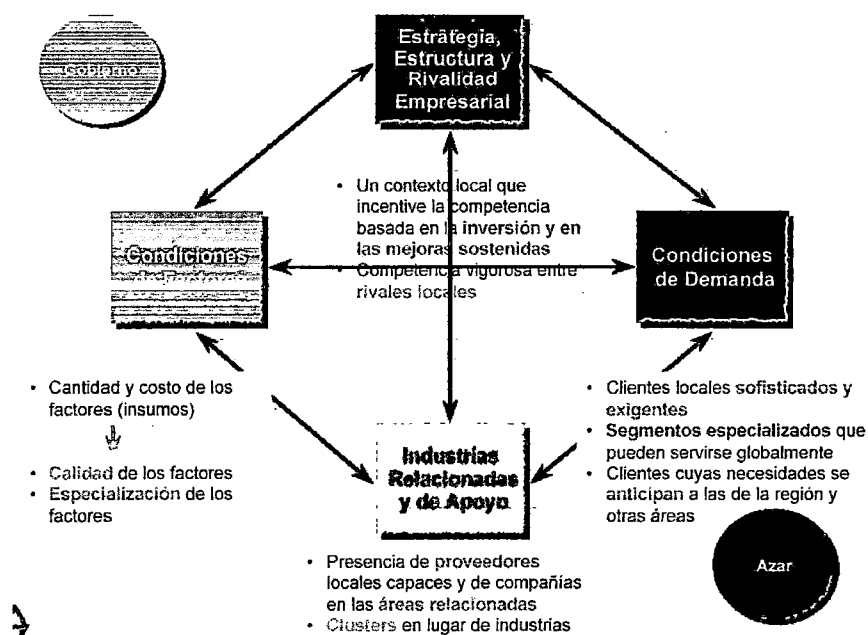 Gobierno
Estrategia,
Estructura y
Rivalidad
Empresarial
• Un contexto local que
incentive la competencia
basada en la inversión y en
las mejoras sostenidas
• Competencia vigorosa entre
rivales locales
Condiciones
Condiciones
de Demanda
• Cantidad y costo de los
factores (insumos)
• Calidad de los factores
• Especialización de los
factores
Industrias
Relacionadas
y de Apoyo
• Clientes locales sofisticados y
exigentes
• Segmentos especializados que
pueden servirse globalmente
• Clientes cuyas necesidades se
anticipan a las de la región y
otras áreas
• Presencia de proveedores
locales capaces y de compañías
en las áreas relacionadas
• Clusters en lugar de industrias
Azar